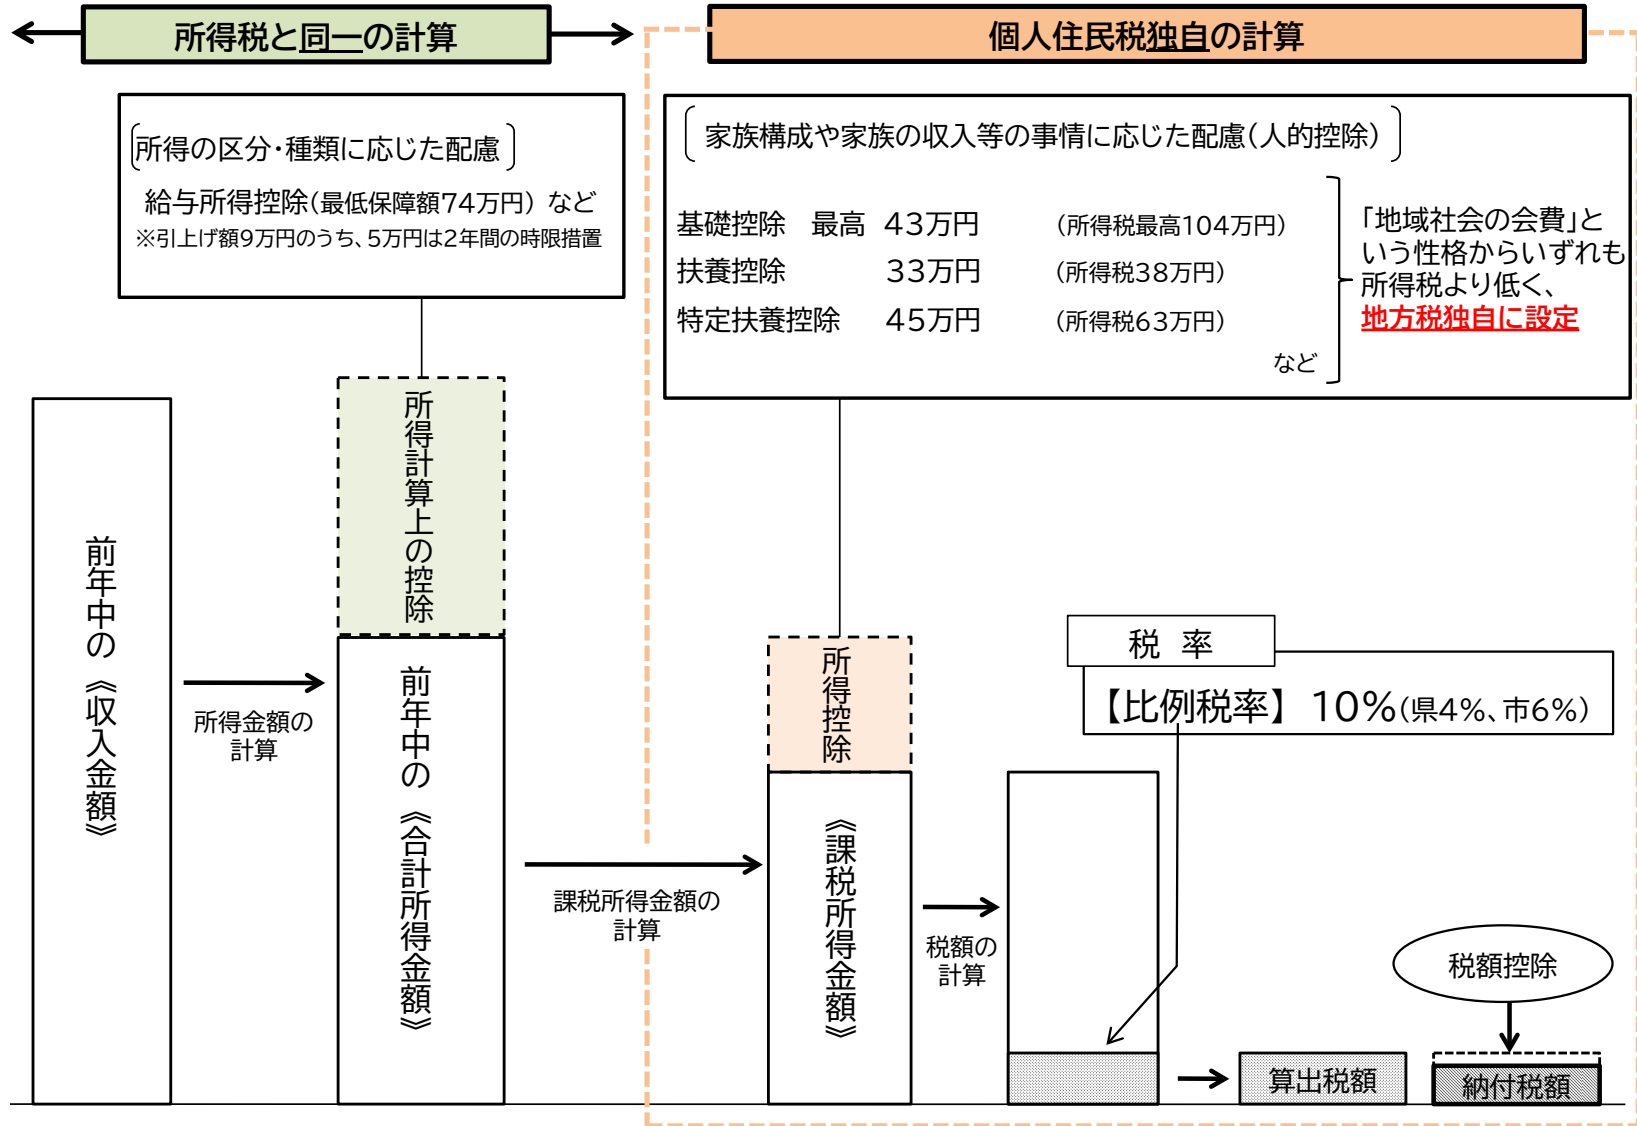 所得税と同一の計算
個人住民税独自の計算
所得の区分・種類に応じた配慮
給与所得控除(最低保障額74万円) など
※引上げ額9万円のうち、5万円は2年間の時限措置
家族構成や家族の収入等の事情に応じた配慮(人的控除)
基礎控除 最高 43万円 (所得税最高104万円)
扶養控除 33万円 (所得税38万円)
特定扶養控除 45万円 (所得税63万円)
など
「地域社会の会費」と
いう性格からいずれも
所得税より低く、
地方税独自に設定
前年中の《収入金額》
所得金額の
計算
所得計算上の控除
前年中の《合計所得金額》
課税所得金額の
計算
所得控除
《課税所得金額》
税額の
計算
税 率
【比例税率】 10%(県4%、市6%)
算出税額
税額控除
納付税額